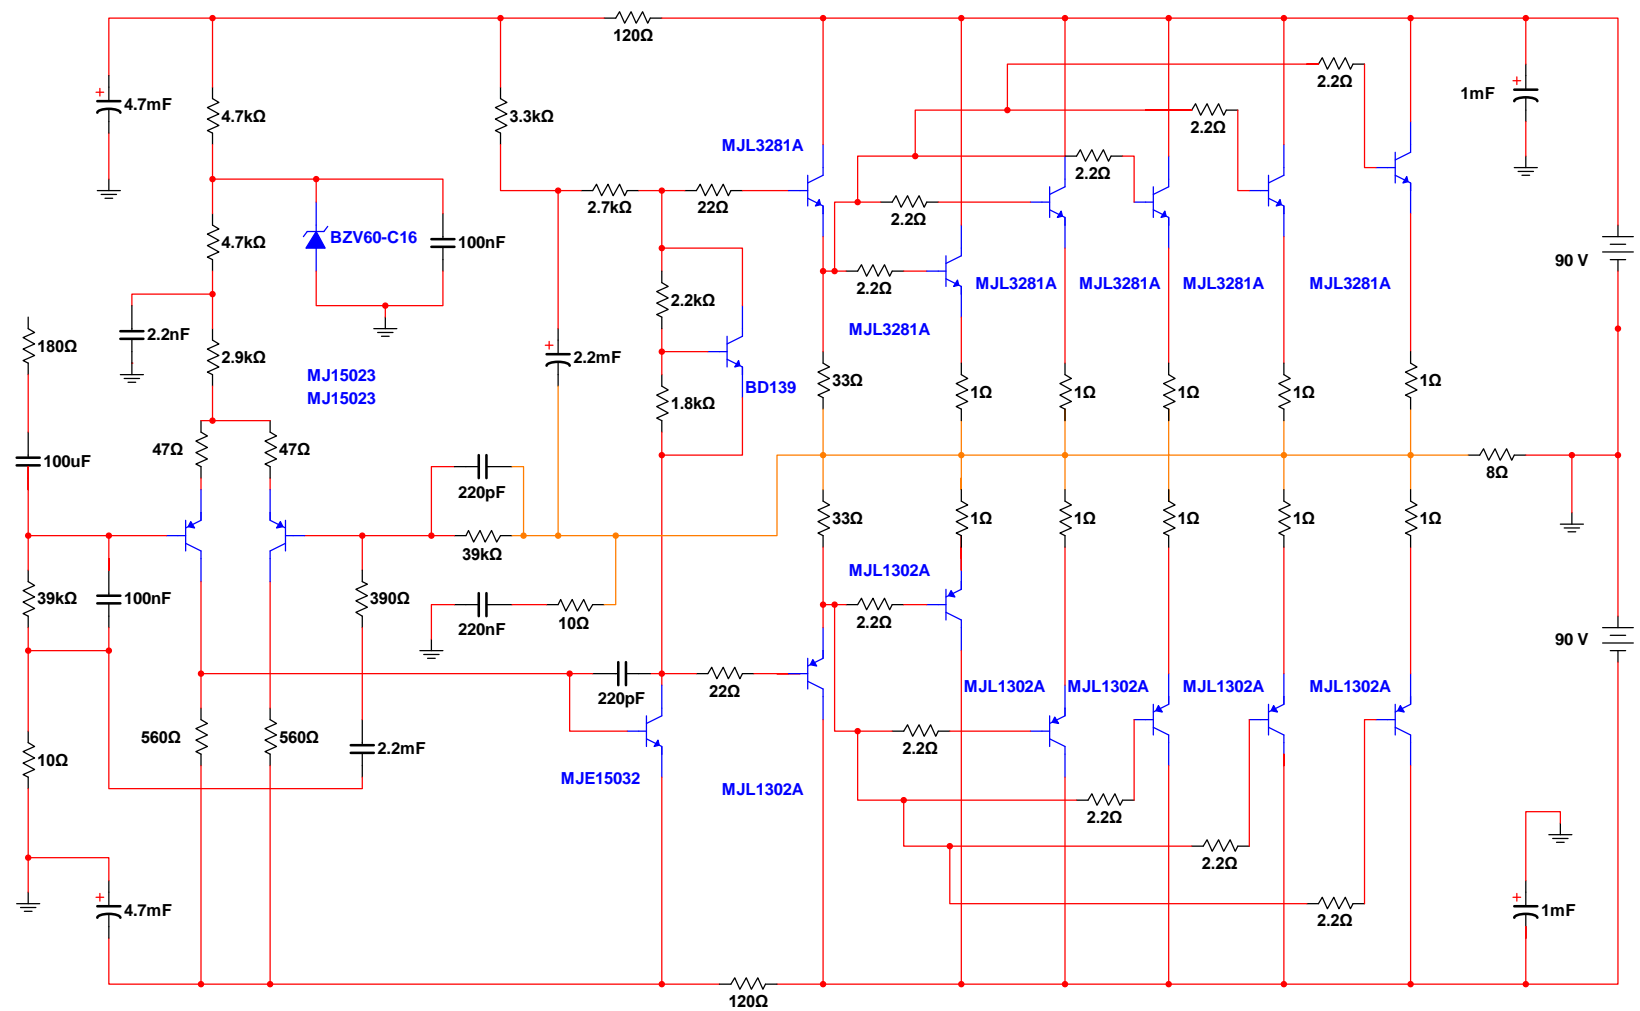 120Ω
4.7mF
4.7kΩ
3.3kΩ
2.2Ω
1mF
2.2Ω
MJL3281A
2.2Ω
2.7kΩ
22Ω
2.2Ω
4.7kΩ
BZV60-C16
100nF
90 V
2.2Ω
MJL3281A
MJL3281A
MJL3281A
MJL3281A
2.2kΩ
MJL3281A
2.2nF
180Ω
2.9kΩ
2.2mF
MJ15023
MJ15023
BD139
33Ω
1Ω
1Ω
1Ω
1Ω
1Ω
1.8kΩ
47Ω
47Ω
100uF
220pF
8Ω
33Ω
1Ω
1Ω
1Ω
1Ω
1Ω
39kΩ
MJL1302A
39kΩ
100nF
390Ω
220nF
10Ω
2.2Ω
90 V
220pF
22Ω
MJL1302A
MJL1302A
MJL1302A
MJL1302A
560Ω
560Ω
2.2mF
2.2Ω
10Ω
MJE15032
MJL1302A
2.2Ω
2.2Ω
4.7mF
2.2Ω
1mF
120Ω